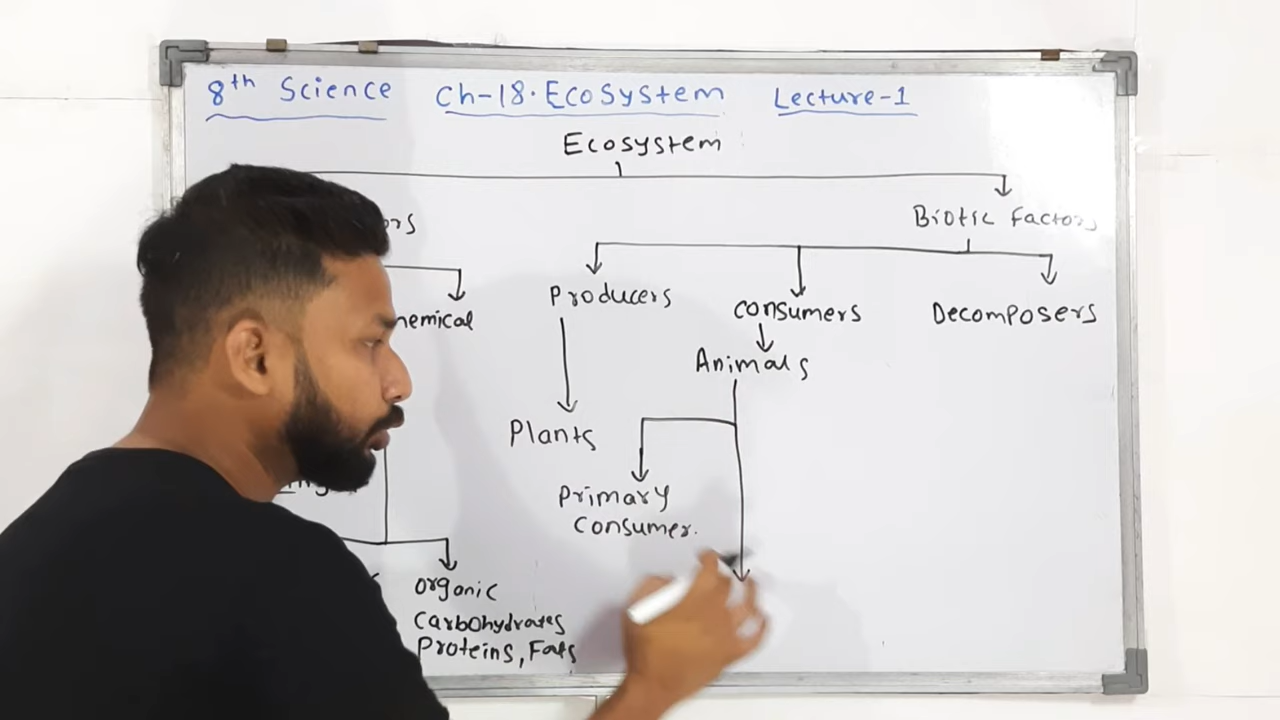 8th Science Ch-18. Ecosystem Lecture-1
Ecosystem
Biotic factors
Producers
consumers
Decomposers
Animals
Plants
Primary
consumer.
organic
carbohydrates
Proteins, Fats